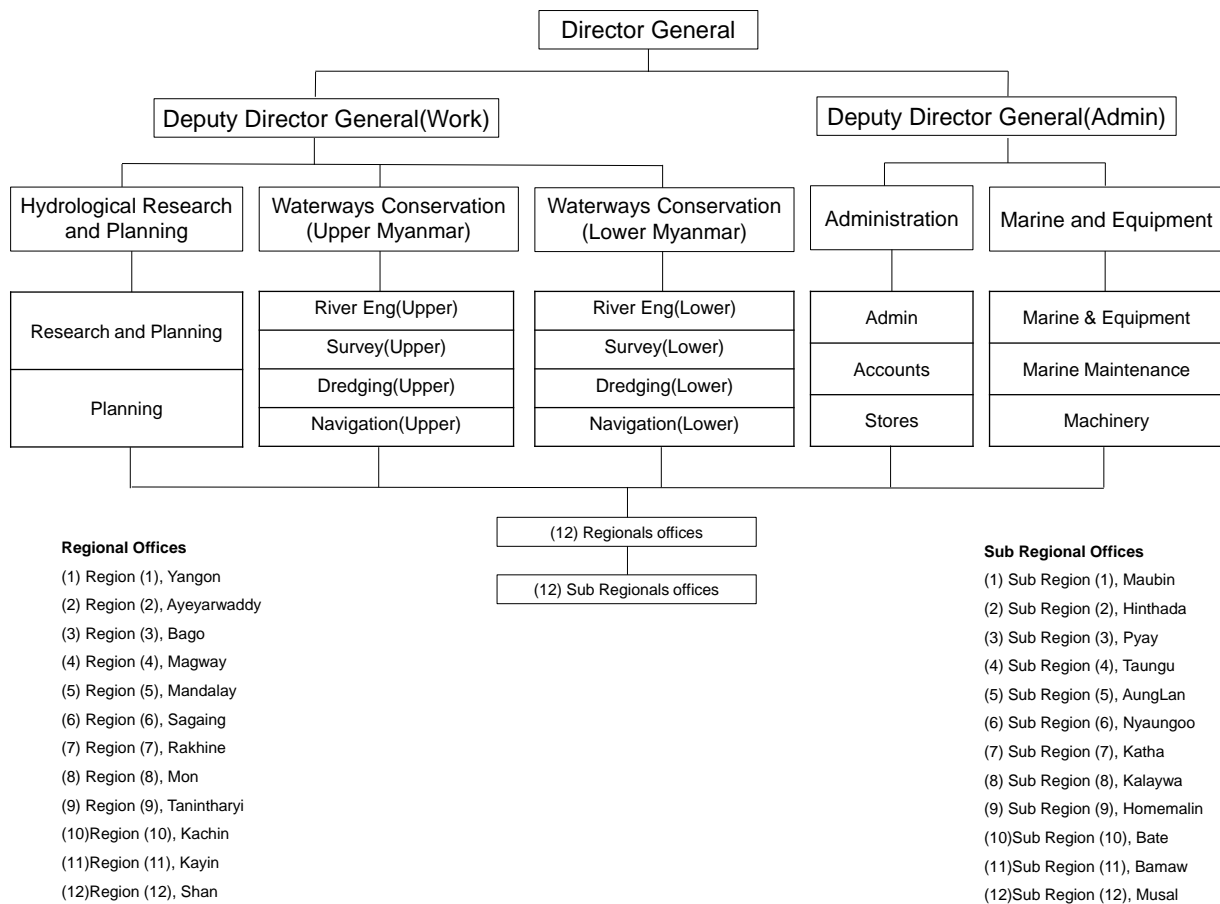 Director General
Deputy Director General(Work)
Deputy Director General(Admin)
Hydrological Research
and Planning
Waterways Conservation
(Upper Myanmar)
Waterways Conservation
(Lower Myanmar)
Administration
Marine and Equipment
Research and Planning
Planning
River Eng(Upper)
Survey(Upper)
Dredging(Upper)
Navigation(Upper)
River Eng(Lower)
Survey(Lower)
Dredging(Lower)
Navigation(Lower)
Admin
Accounts
Stores
Marine & Equipment
Marine Maintenance
Machinery
(12) Regionals offices
(12) Sub Regionals offices
Regional Offices
(1) Region (1), Yangon
(2) Region (2), Ayeyarwaddy
(3) Region (3), Bago
(4) Region (4), Magway
(5) Region (5), Mandalay
(6) Region (6), Sagaing
(7) Region (7), Rakhine
(8) Region (8), Mon
(9) Region (9), Tanintharyi
(10)Region (10), Kachin
(11)Region (11), Kayin
(12)Region (12), Shan
Sub Regional Offices
(1) Sub Region (1), Maubin
(2) Sub Region (2), Hinthada
(3) Sub Region (3), Pyay
(4) Sub Region (4), Taungu
(5) Sub Region (5), AungLan
(6) Sub Region (6), Nyaungoo
(7) Sub Region (7), Katha
(8) Sub Region (8), Kalaywa
(9) Sub Region (9), Homemalin
(10)Sub Region (10), Bate
(11)Sub Region (11), Bamaw
(12)Sub Region (12), Musal